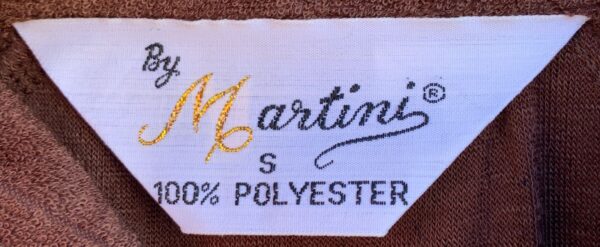 By
Martini®
S
100% POLYESTER